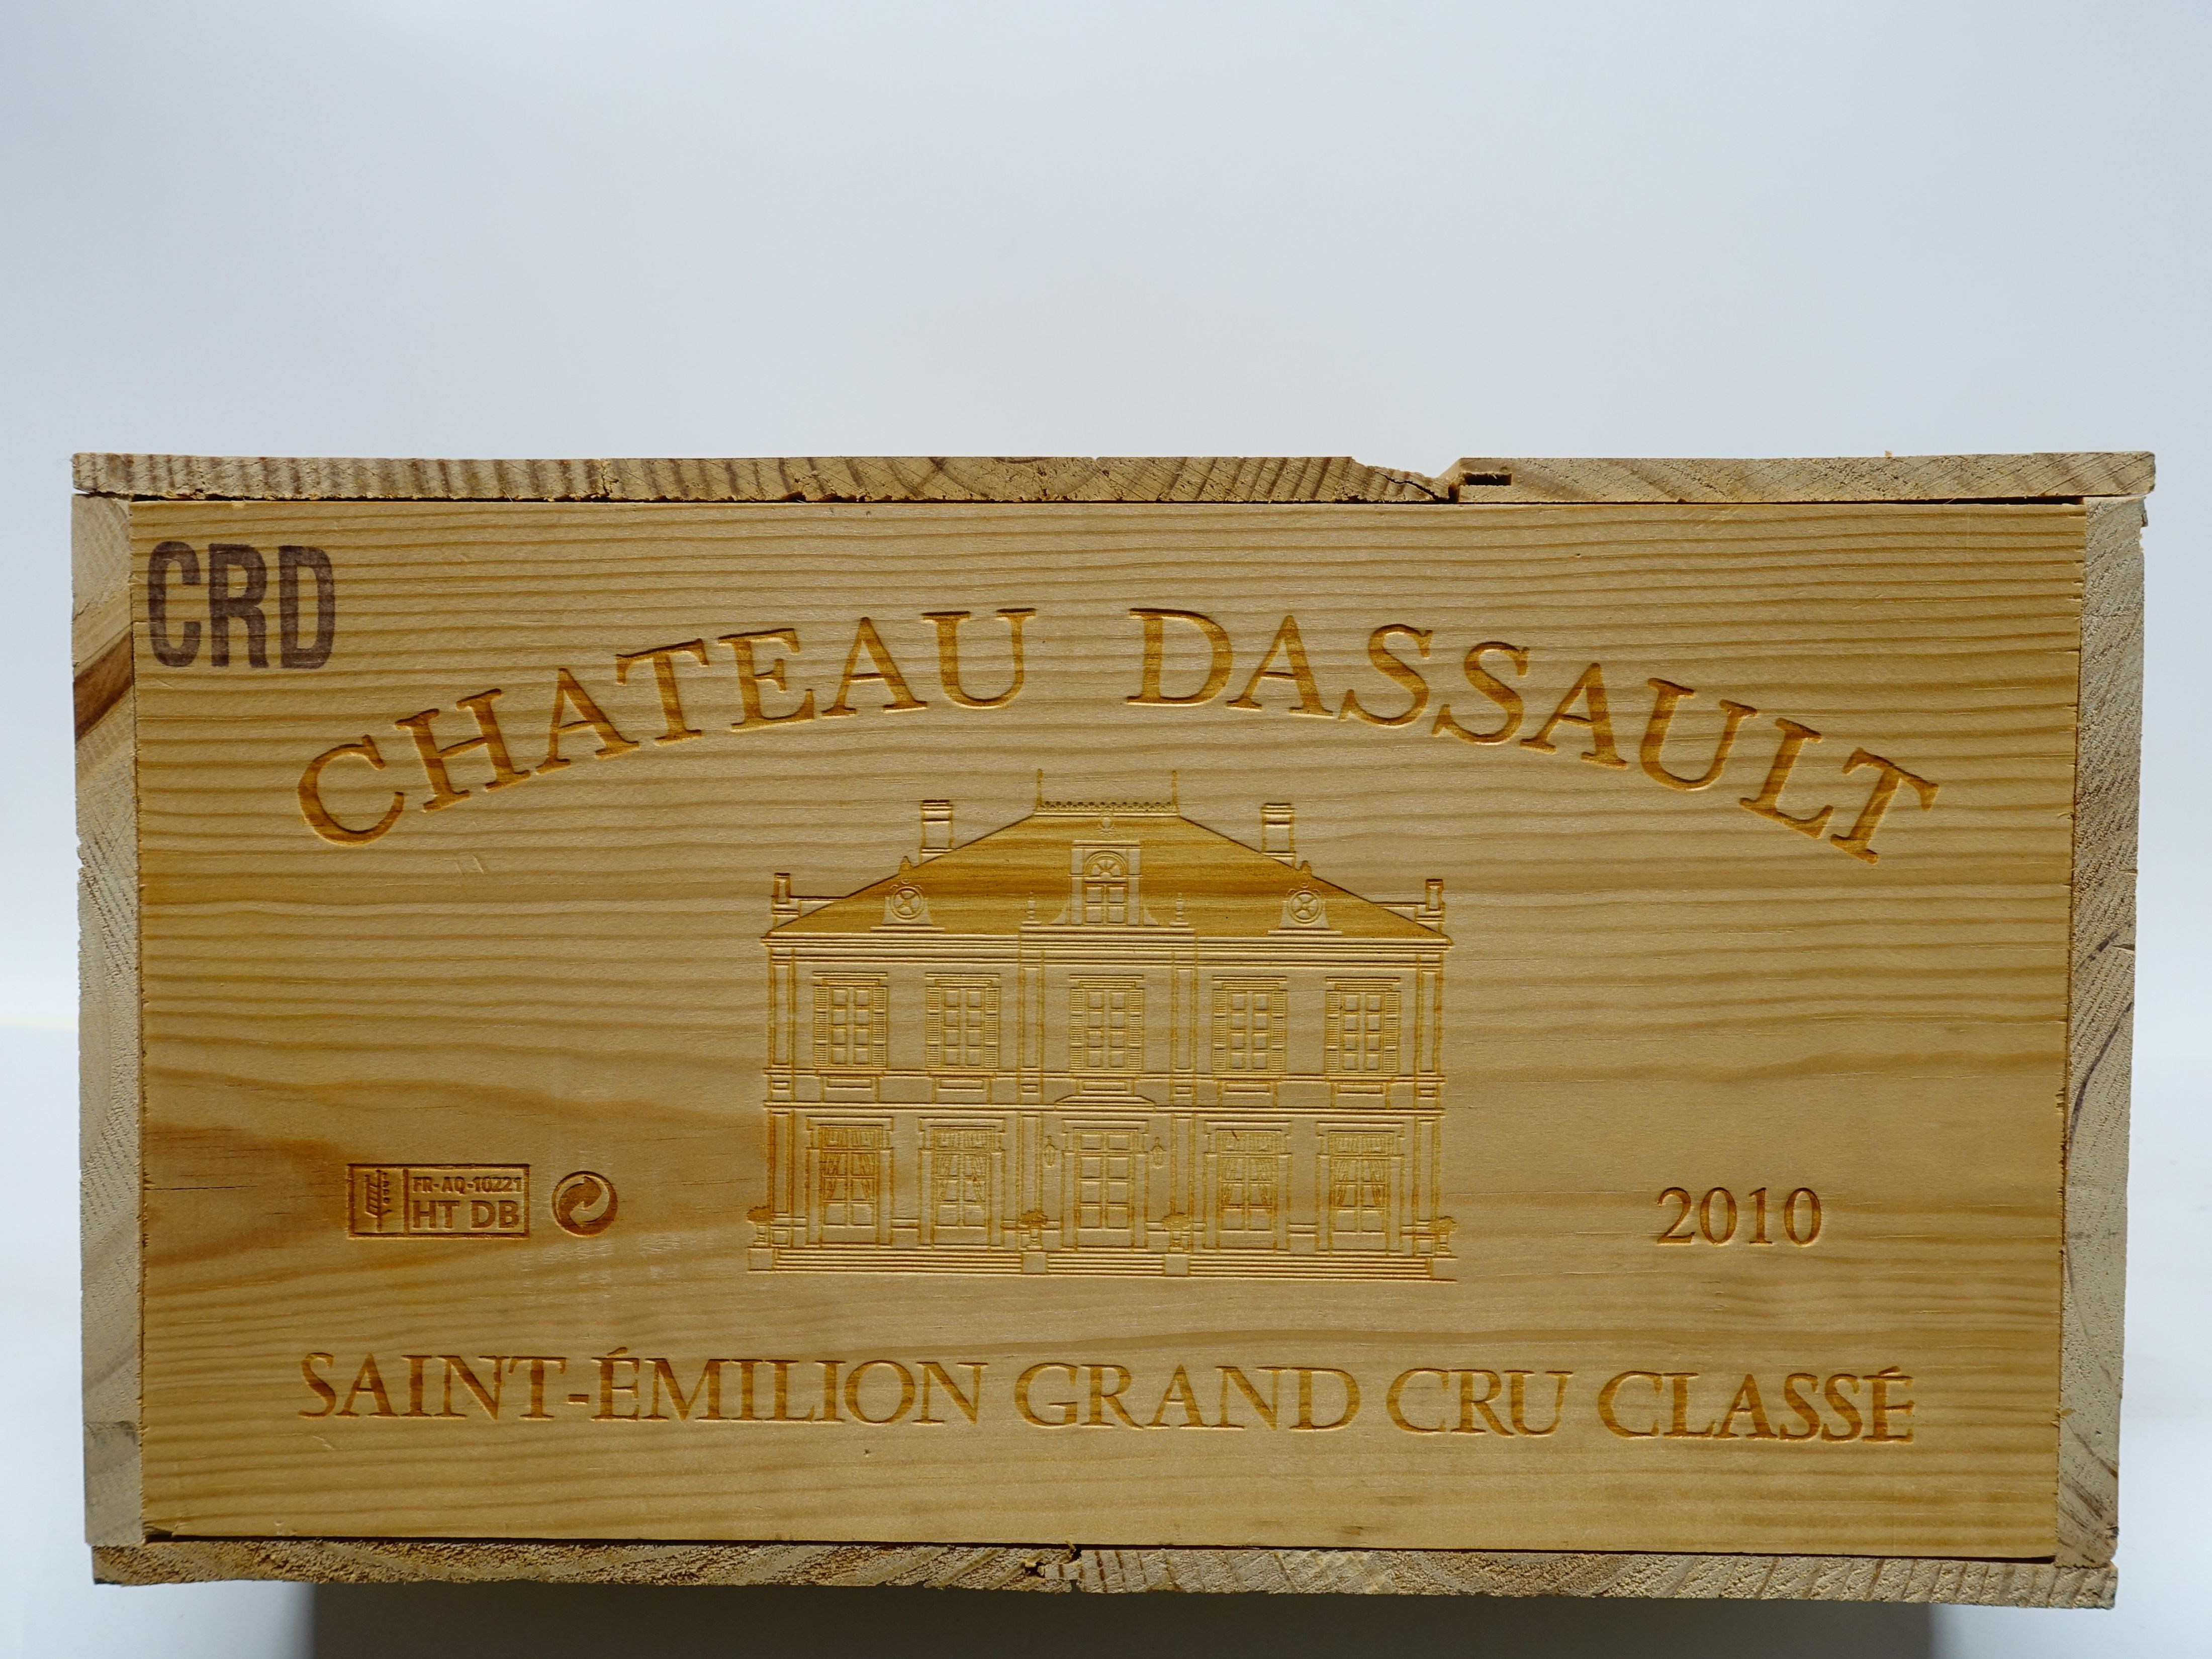 CRD
CHATEAU DASSAULT
FR-AQ-10221
HT DB
2010
SAINT-ÉMILION GRAND CRU CLASSÉ